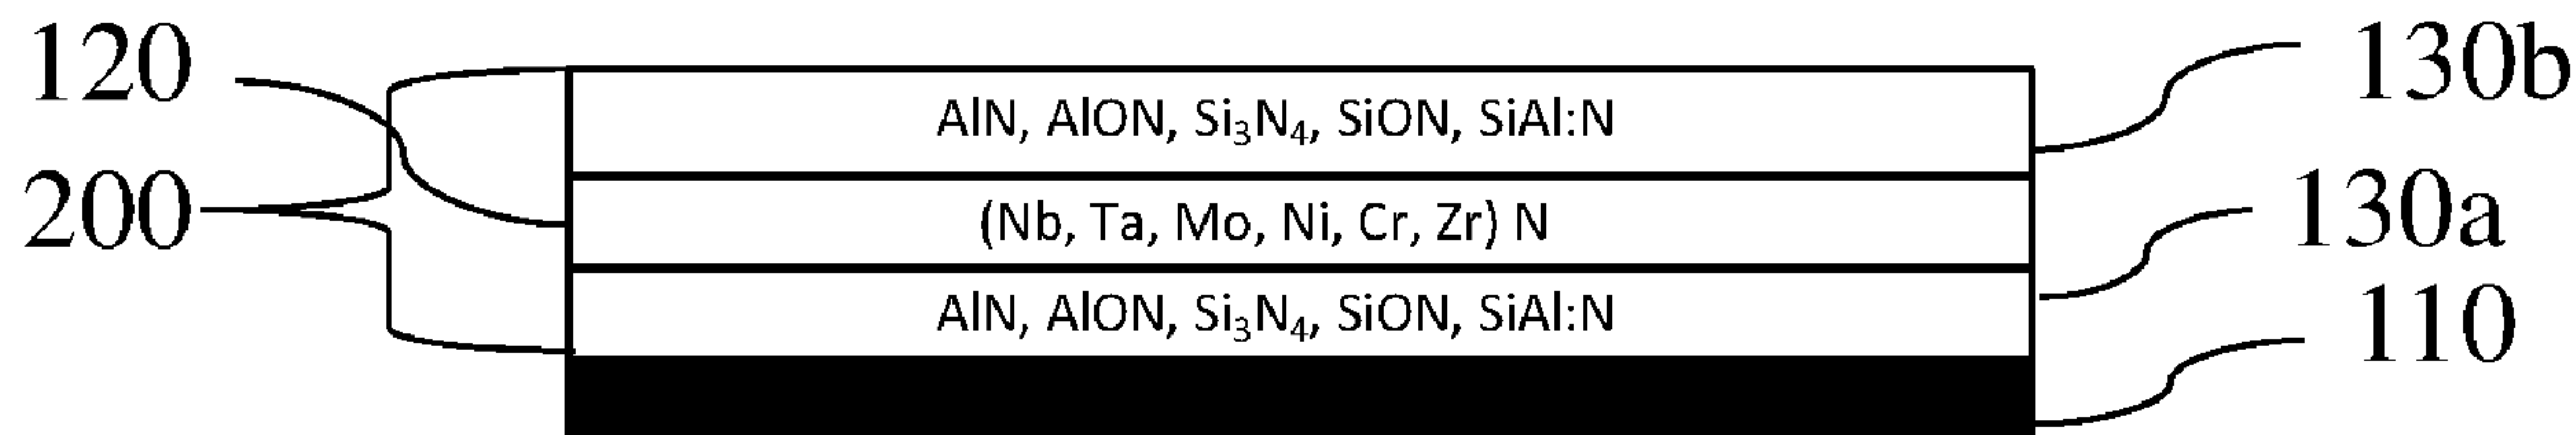 120
130b
AlN, AlON, Si₃N₄, SiON, SiAl:N
200
(Nb, Ta, Mo, Ni, Cr, Zr) N
130a
AlN, AlON, Si₃N₄, SiON, SiAl:N
110